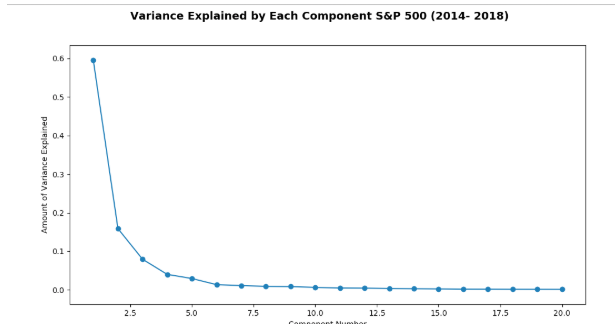 Variance Explained by Each Component S&P 500 (2014- 2018)
Amount of Variance Explained
0.6
0.5
0.4
0.3
0.2
0.1
0.0
2.5 5.0 7.5 10.0 12.5 15.0 17.5 20.0
Component Number